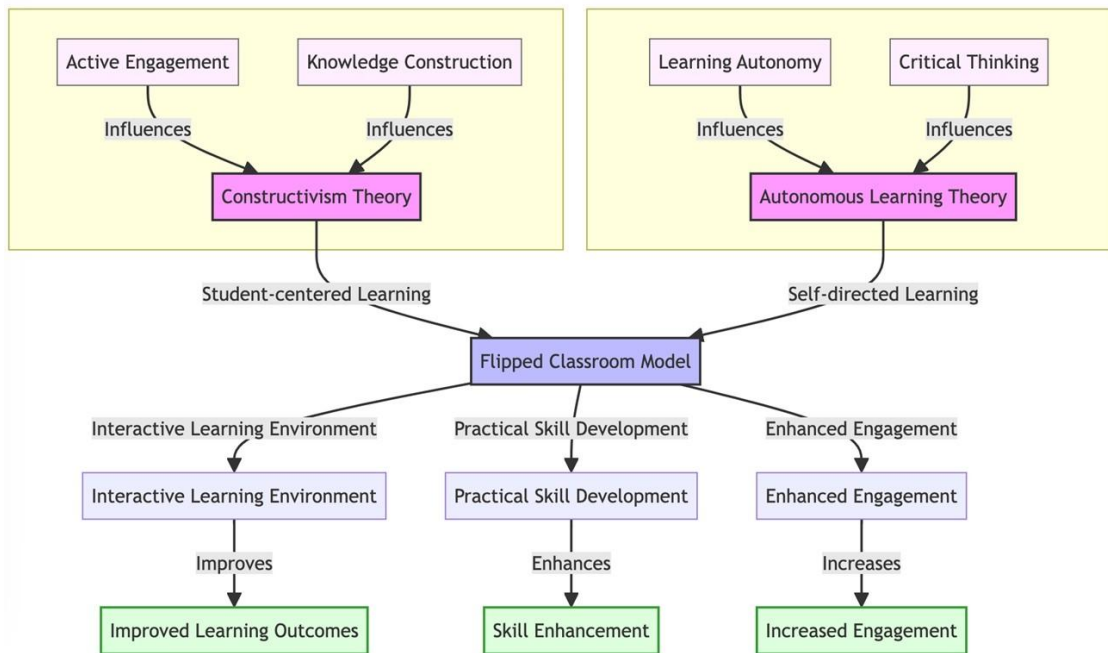 Active Engagement
Knowledge Construction
Learning Autonomy
Critical Thinking
Influences
Influences
Influences
Influences
Constructivism Theory
Autonomous Learning Theory
Student-centered Learning
Self-directed Learning
Flipped Classroom Model
Interactive Learning Environment
Practical Skill Development
Enhanced Engagement
Interactive Learning Environment
Practical Skill Development
Enhanced Engagement
Improves
Enhances
Increases
Improved Learning Outcomes
Skill Enhancement
Increased Engagement